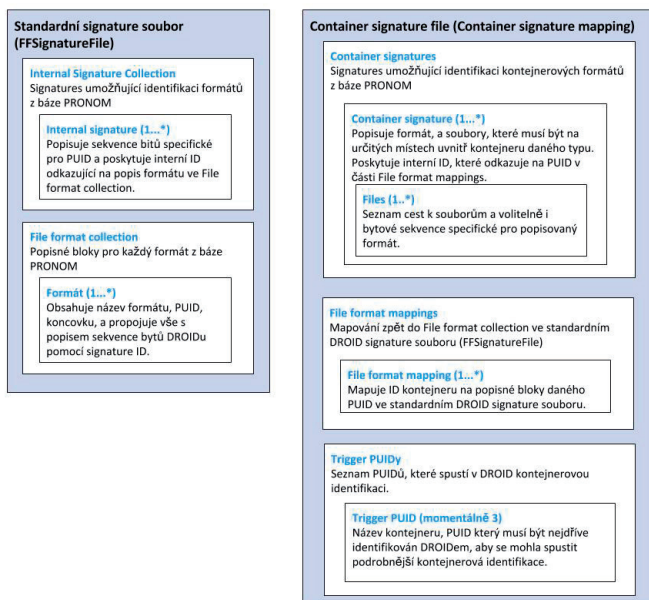 Standardní signature soubor
(FFSignatureFile)
Internal Signature Collection
Signatures umožňující identifikaci formátů
z báze PRONOM
Internal signature (1...*)
Popisuje sekvence bitů specifické
pro PUID a poskytuje interní ID
odkazující na popis formátu ve File
format collection.
File format collection
Popisné bloky pro každý formát z báze
PRONOM
Formát (1...*)
Obsahuje název formátu, PUID,
koncovku, a propojuje vše s
popisem sekvence bytů DROIDu
pomocí signature ID.
Container signature file (Container signature mapping)
Container signatures
Signatures umožňující identifikaci kontejnerových formátů
z báze PRONOM
Container signature (1...*)
Popisuje formát, a soubory, které musí být na
určitých místech uvnitř kontejneru daného typu.
Poskytuje interní ID, které odkazuje na PUID v
části File format mappings.
Files (1..*)
Seznam cest k souborům a volitelně i
bytové sekvence specifické pro popisovaný
formát.
File format mappings
Mapování zpět do File format collection ve standardním
DROID signature souboru (FFSignatureFile)
File format mapping (1...*)
Mapuje ID kontejneru na popisné bloky daného
PUID ve standardním DROID signature souboru.
Trigger PUIDy
Seznam PUIDů, které spustí v DROID kontejnerovou
identifikaci.
Trigger PUID (momentálně 3)
Název kontejneru, PUID který musí být nejdříve
identifikován DROIDem, aby se mohla spustit
podrobnější kontejnerová identifikace.